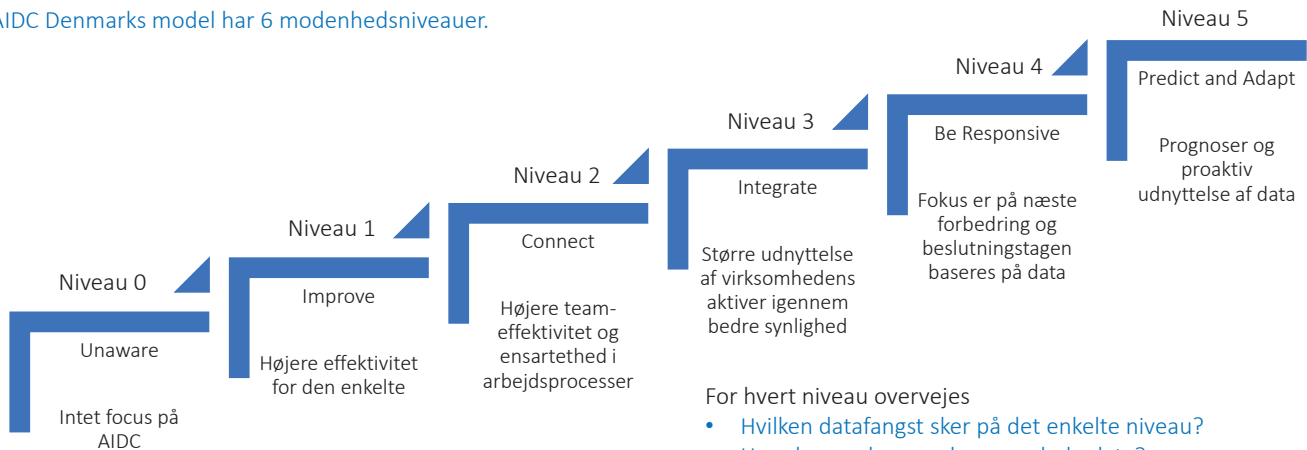 AIDC Denmarks model har 6 modenhedsniveauer.
Niveau 0
Unaware
Intet focus på
AIDC
Niveau 1
Improve
Højere effektivitet
for den enkelte
Niveau 2
Connect
Højere team-
effektivitet og
ensartethed i
arbejdsprocesser
Niveau 3
Integrate
Større udnyttelse
af virksomhedens
aktiver igennem
bedre synlighed
Niveau 4
Be Responsive
Fokus er på næste
forbedring og
beslutningstagen
baseres på data
Niveau 5
Predict and Adapt
Prognoser og
proaktiv
udnyttelse af data
For hvert niveau overvejes
• Hvilken datafangst sker på det enkelte niveau?